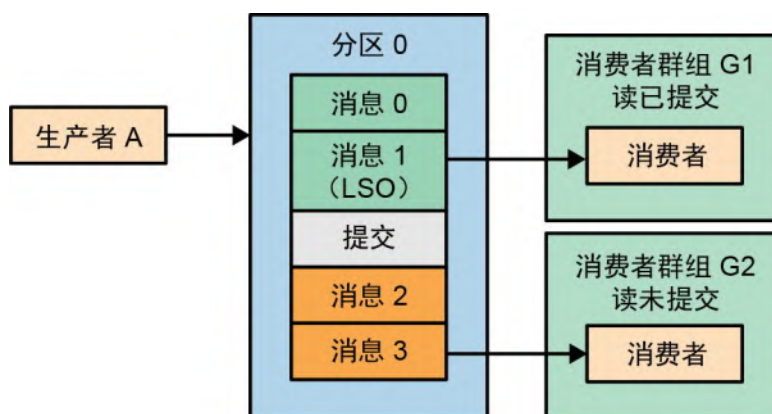 生产者 A
分区 0
消息 0
消息 1
（LSO）
提交
消息 2
消息 3
消费者群组 G1
读已提交
消费者
消费者群组 G2
读未提交
消费者